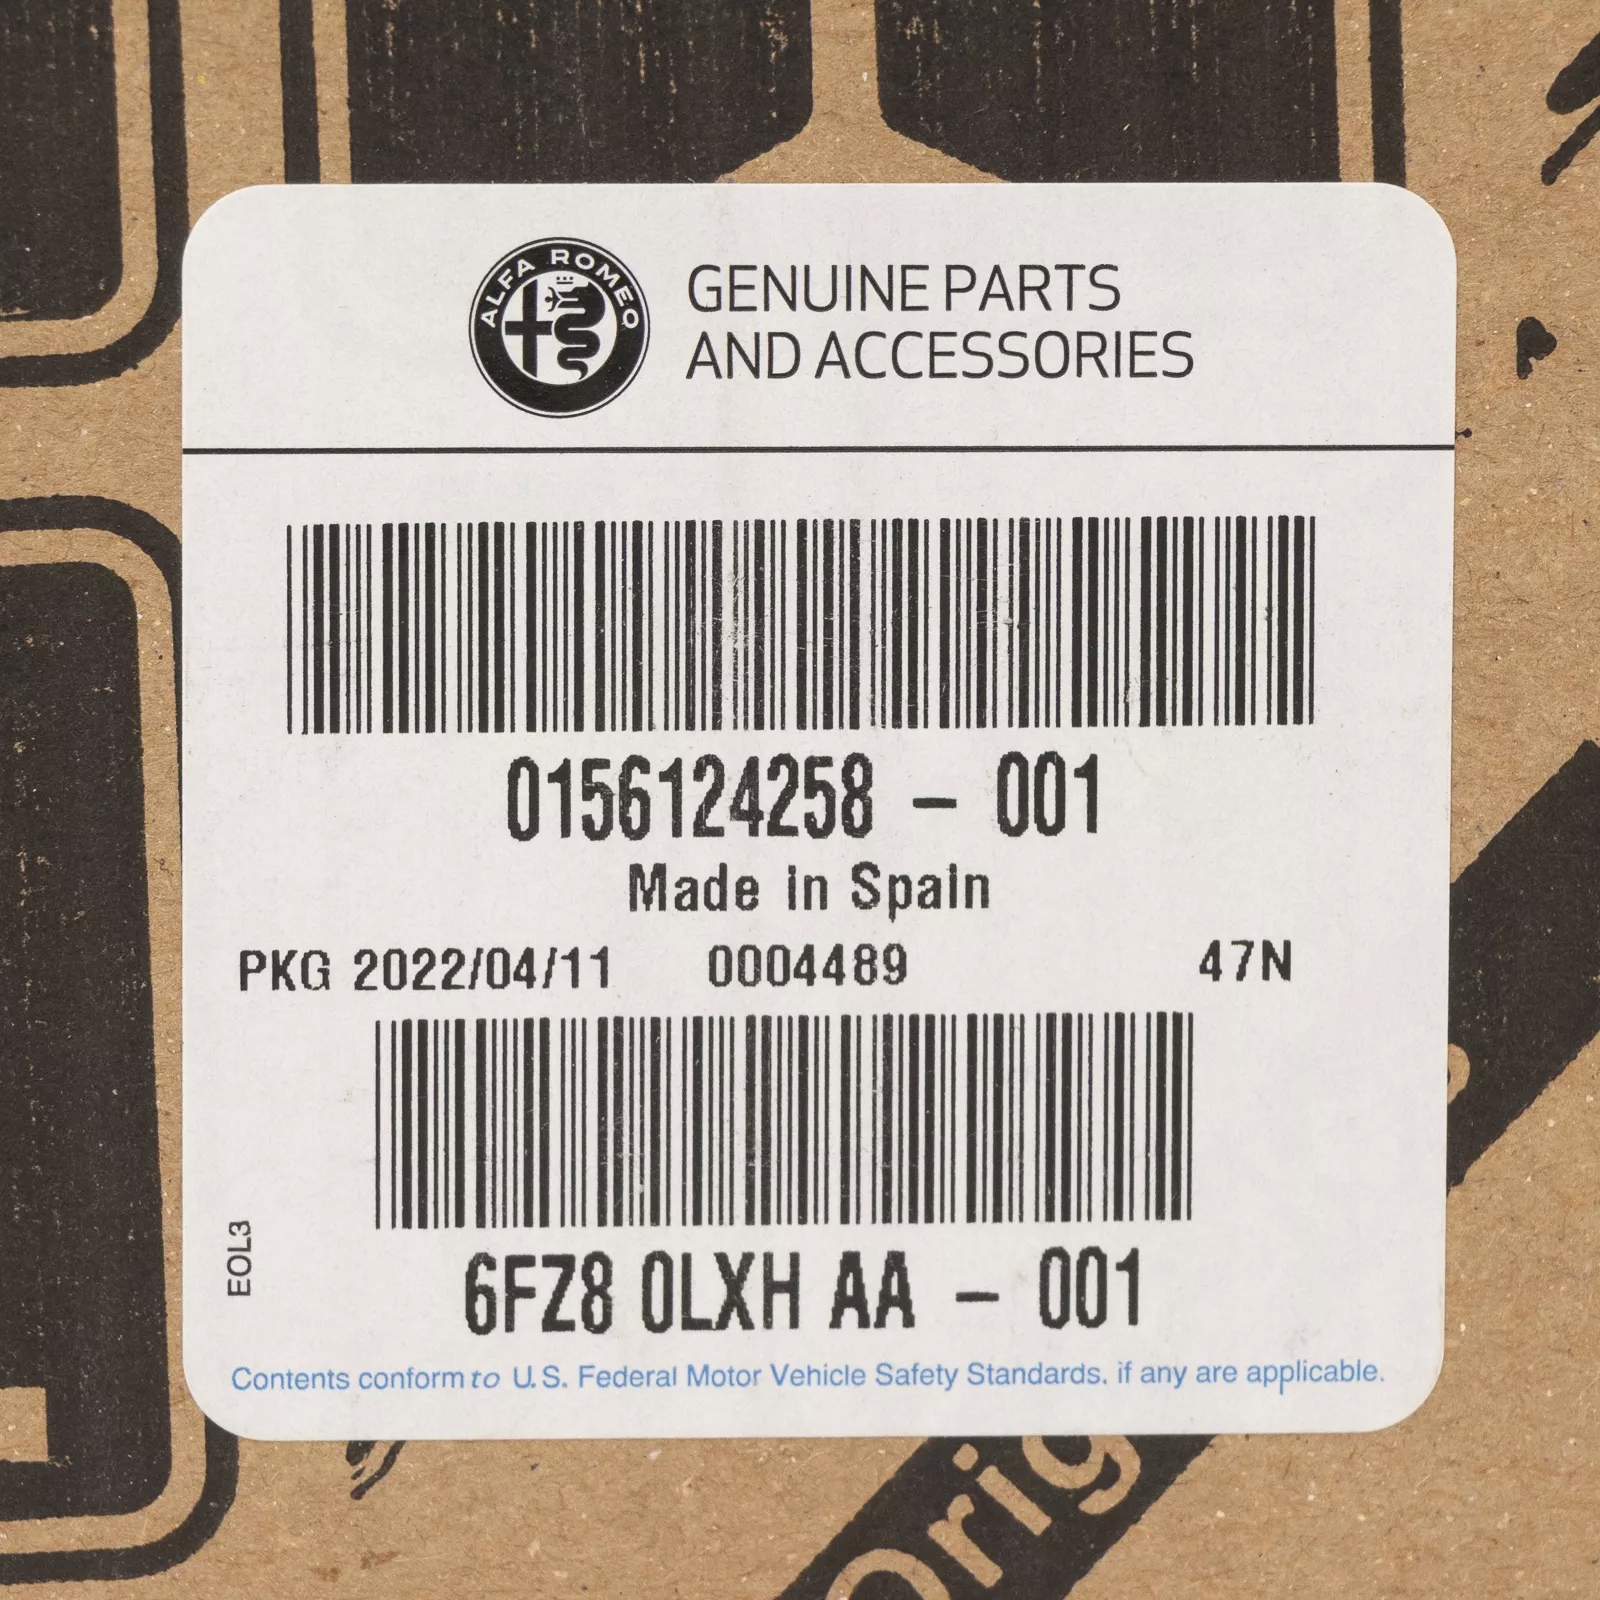 ALFA ROMEO
GENUINE PARTS
AND ACCESSORIES
0156124258 - 001
Made in Spain
PKG 2022/04/11 0004489 47N
EOL3
6FZ8 0LXH AA - 001
Contents conform to U.S. Federal Motor Vehicle Safety Standards, if any are applicable.
Orig